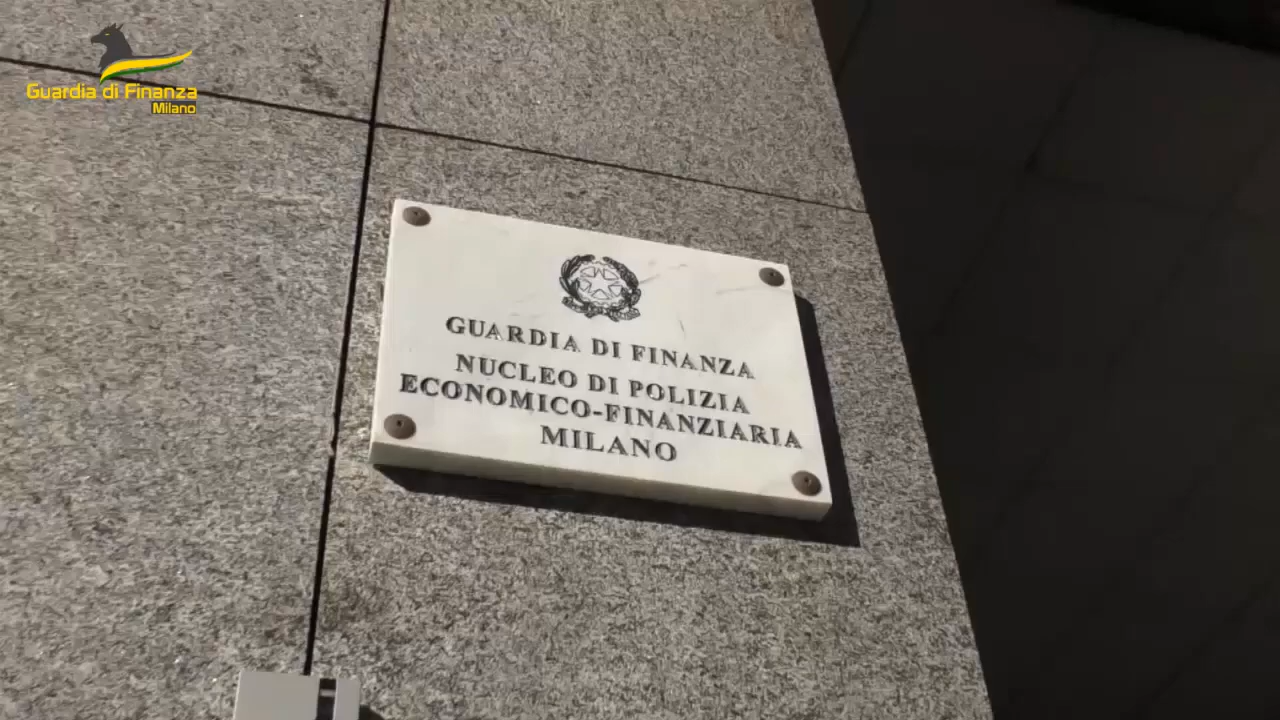 Guardia di Finanza
Milano
GUARDIA DI FINANZA
NUCLEO DI POLIZIA
ECONOMICO-FINANZIARIA
MILANO